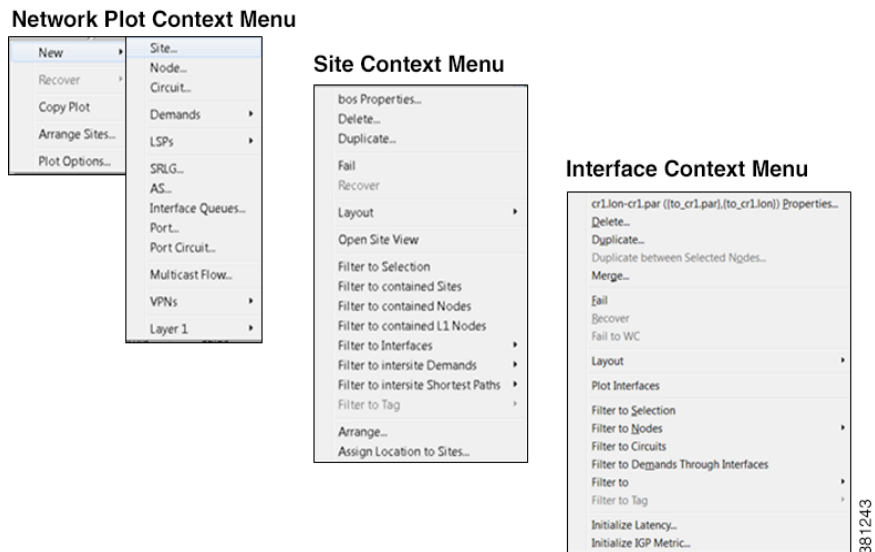 Network Plot Context Menu
New
Recover
Copy Plot
Arrange Sites...
Plot Options...
Site...
Node...
Circuit...
Demands
LSPs
SRLG...
AS...
Interface Queues...
Port...
Port Circuit...
Multicast Flow...
VPNs
Layer 1
Site Context Menu
bos Properties...
Delete...
Duplicate...
Fail
Recover
Layout
Open Site View
Filter to Selection
Filter to contained Sites
Filter to contained Nodes
Filter to contained L1 Nodes
Filter to Interfaces
Filter to intersite Demands
Filter to intersite Shortest Paths
Filter to Tag
Arrange...
Assign Location to Sites...
Interface Context Menu
cr1.lon-cr1.par ({to_cr1.par},{to_cr1.lon}) Properties...
Delete...
Duplicate...
Duplicate between Selected Nodes...
Merge...
Fail
Recover
Fail to WC
Layout
Plot Interfaces
Filter to Selection
Filter to Nodes
Filter to Circuits
Filter to Demands Through Interfaces
Filter to
Filter to Tag
Initialize Latency...
Initialize IGP Metric...
381243